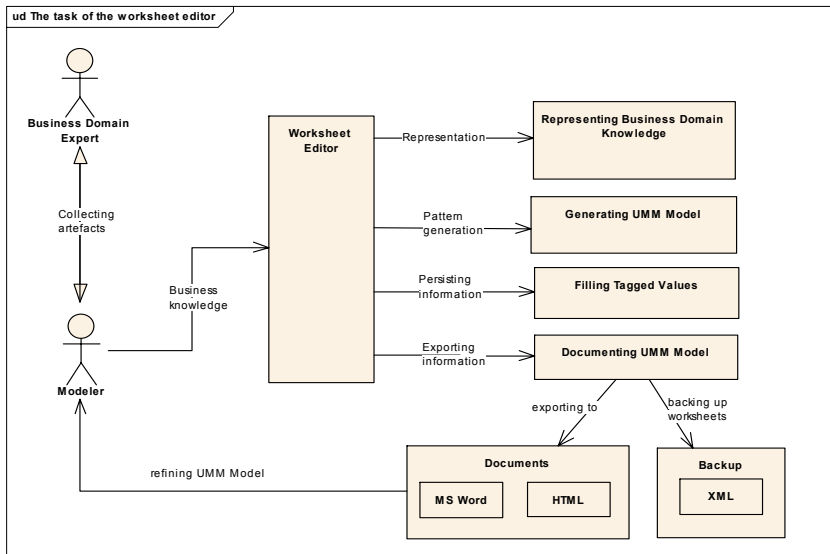 ud The task of the worksheet editor
Business Domain
Expert
Collecting
artefacts
Modeler
Business
knowledge
Worksheet
Editor
Representation
Representing Business Domain
Knowledge
Pattern
generation
Generating UMM Model
Persisting
information
Filling Tagged Values
Exporting
information
Documenting UMM Model
exporting to
backing up
worksheets
Documents
MS Word
HTML
Backup
XML
refining UMM Model